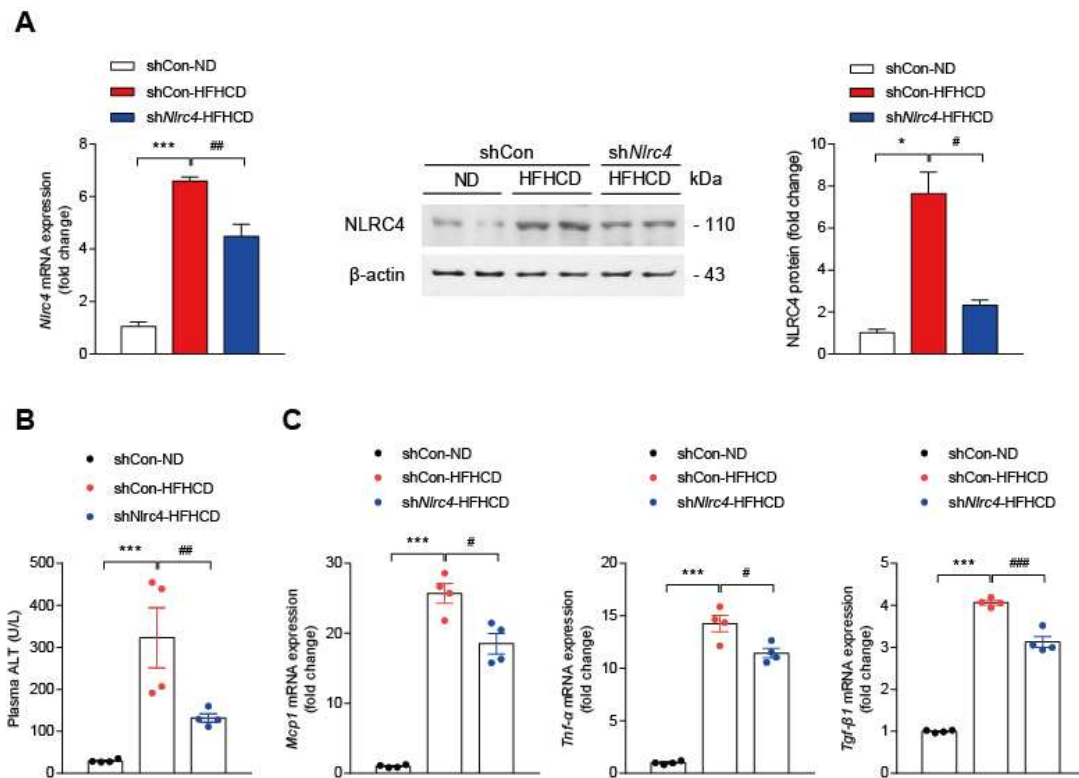 A
shCon-ND
shCon-HFHCD
shNlrc4-HFHCD
Nlrc4 mRNA expression
(fold change)
8
6
4
2
0
***
##
shCon
shNlrc4
ND
HFHCD
HFHCD
kDa
NLRC4
- 110
β-actin
- 43
shCon-ND
shCon-HFHCD
shNlrc4-HFHCD
NLRC4 protein (fold change)
10
8
6
4
2
0
*
#
B
shCon-ND
shCon-HFHCD
shNlrc4-HFHCD
Plasma ALT (U/L)
500
400
300
200
100
0
***
##
C
shCon-ND
shCon-HFHCD
shNlrc4-HFHCD
Mcp1 mRNA expression
(fold change)
30
20
10
0
***
#
shCon-ND
shCon-HFHCD
shNlrc4-HFHCD
Tnf-α mRNA expression
(fold change)
20
15
10
5
0
***
#
shCon-ND
shCon-HFHCD
shNlrc4-HFHCD
Tgf-β1 mRNA expression
(fold change)
5
4
3
2
1
0
***
###